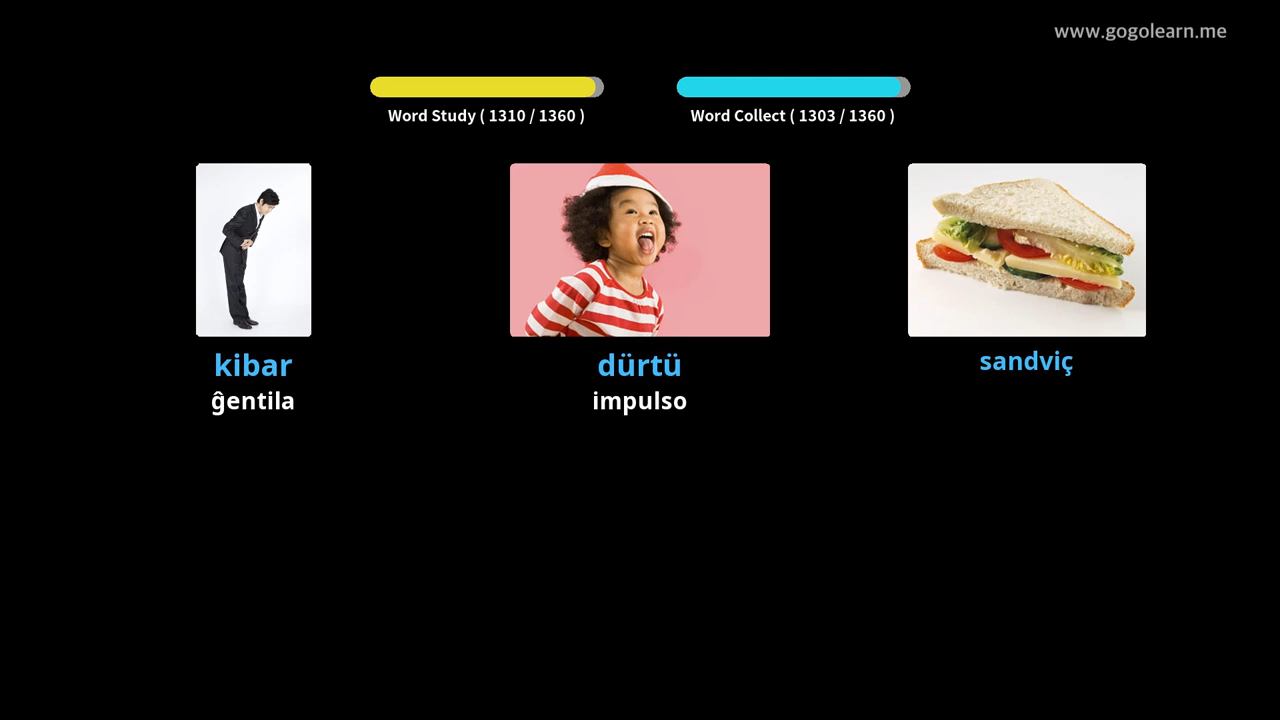 www.gogolearn.me
Word Study ( 1310 / 1360 )
Word Collect ( 1303 / 1360 )
kibar
ĝentila
dürtü
impulso
sandviç